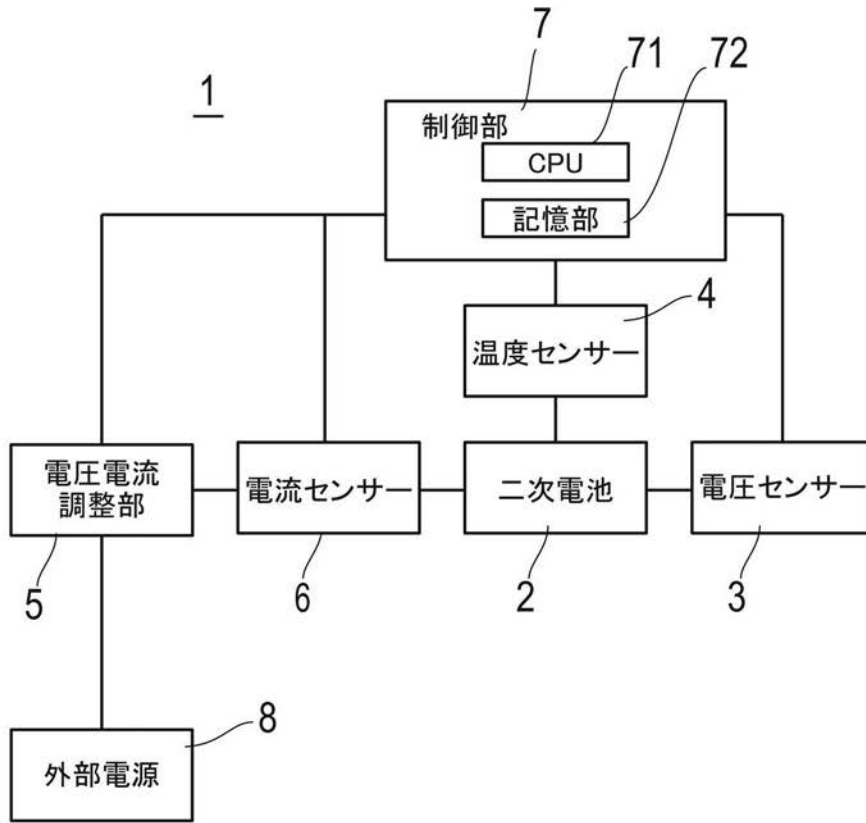 7
71
72
1
制御部
CPU
記憶部
4
温度センサー
電圧電流
調整部
電流センサー
二次電池
電圧センサー
5
6
2
3
8
外部電源